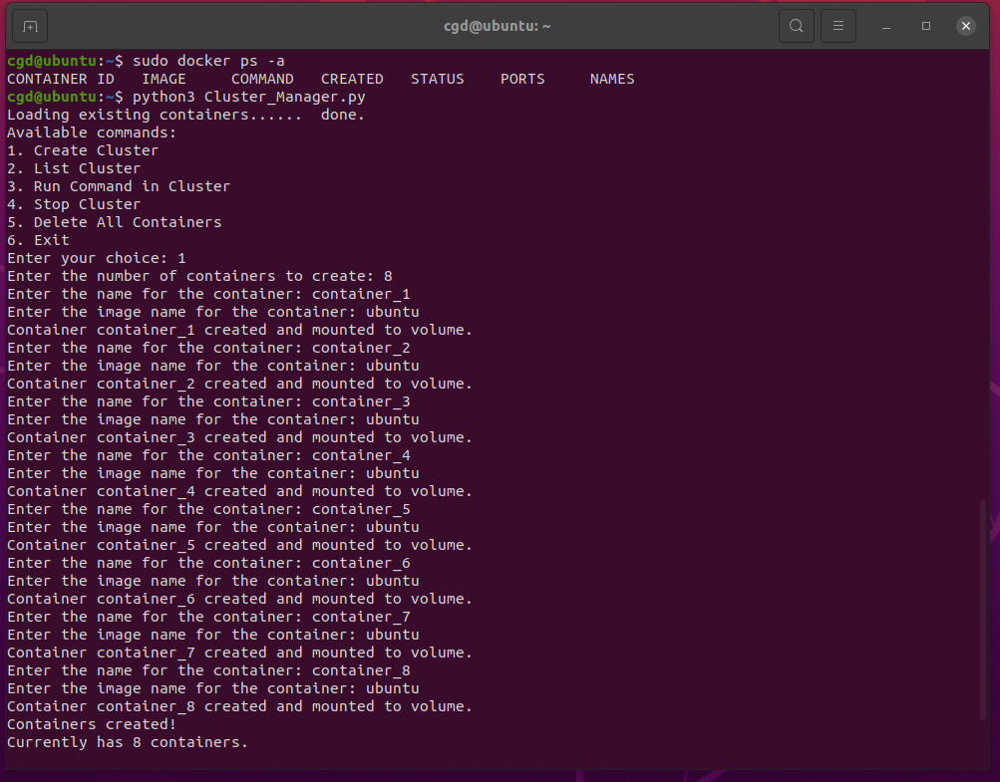 cgd@ubuntu: ~
cgd@ubuntu:~$ sudo docker ps -a
CONTAINER ID   IMAGE     COMMAND   CREATED   STATUS    PORTS     NAMES
cgd@ubuntu:~$ python3 Cluster_Manager.py
Loading existing containers......  done.
Available commands:
1. Create Cluster
2. List Cluster
3. Run Command in Cluster
4. Stop Cluster
5. Delete All Containers
6. Exit
Enter your choice: 1
Enter the number of containers to create: 8
Enter the name for the container: container_1
Enter the image name for the container: ubuntu
Container container_1 created and mounted to volume.
Enter the name for the container: container_2
Enter the image name for the container: ubuntu
Container container_2 created and mounted to volume.
Enter the name for the container: container_3
Enter the image name for the container: ubuntu
Container container_3 created and mounted to volume.
Enter the name for the container: container_4
Enter the image name for the container: ubuntu
Container container_4 created and mounted to volume.
Enter the name for the container: container_5
Enter the image name for the container: ubuntu
Container container_5 created and mounted to volume.
Enter the name for the container: container_6
Enter the image name for the container: ubuntu
Container container_6 created and mounted to volume.
Enter the name for the container: container_7
Enter the image name for the container: ubuntu
Container container_7 created and mounted to volume.
Enter the name for the container: container_8
Enter the image name for the container: ubuntu
Container container_8 created and mounted to volume.
Containers created!
Currently has 8 containers.